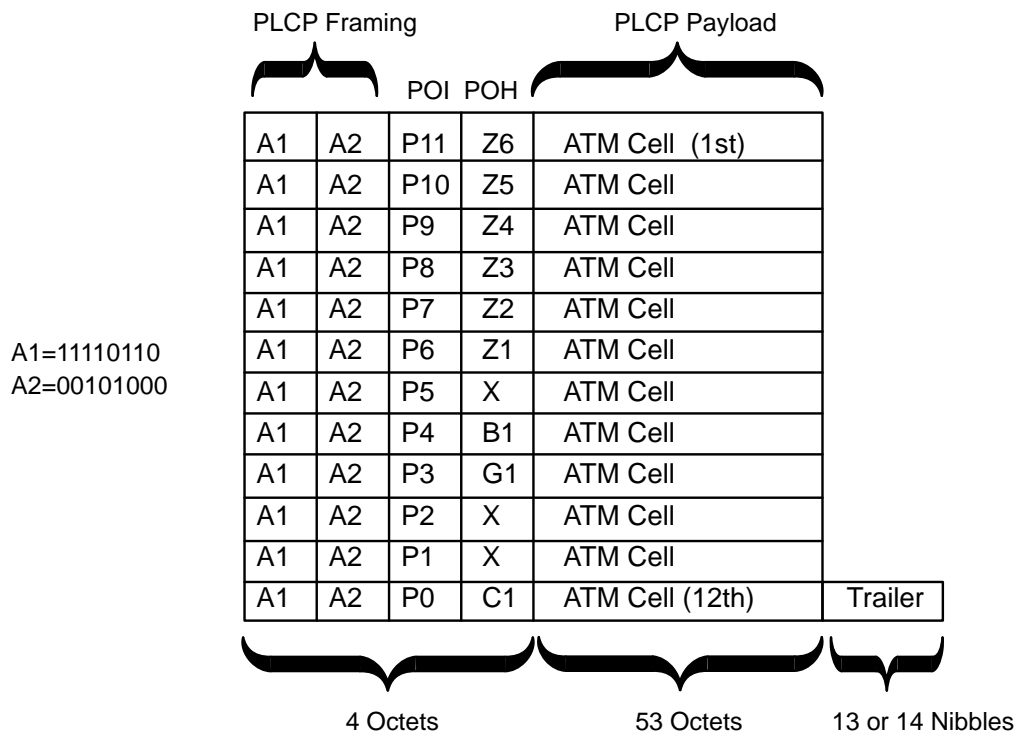 PLCP Framing PLCP Payload
POI POH
A1 A2 P11 Z6 ATM Cell (1st)
A1 A2 P10 Z5 ATM Cell
A1 A2 P9 Z4 ATM Cell
A1 A2 P8 Z3 ATM Cell
A1 A2 P7 Z2 ATM Cell
A1=11110110
A1 A2 P6 Z1 ATM Cell
A2=00101000
A1 A2 P5 X ATM Cell
A1 A2 P4 B1 ATM Cell
A1 A2 P3 G1 ATM Cell
A1 A2 P2 X ATM Cell
A1 A2 P1 X ATM Cell
A1 A2 P0 C1 ATM Cell (12th) Trailer
4 Octets 53 Octets 13 or 14 Nibbles